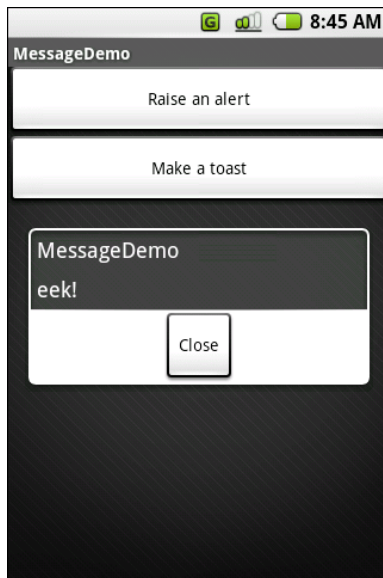 G 8:45 AM
MessageDemo
Raise an alert
Make a toast
MessageDemo
eek!
Close